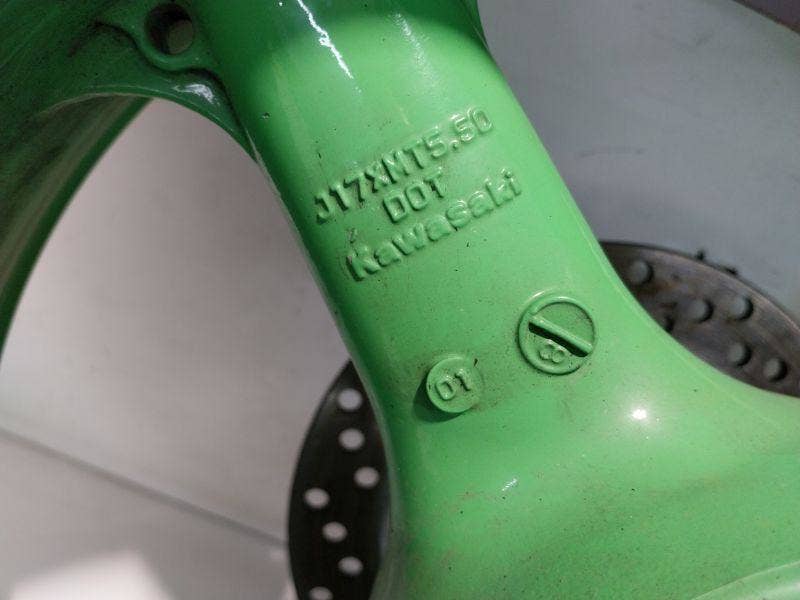 J17XMT5.50
DOT
Kawasaki
8
01